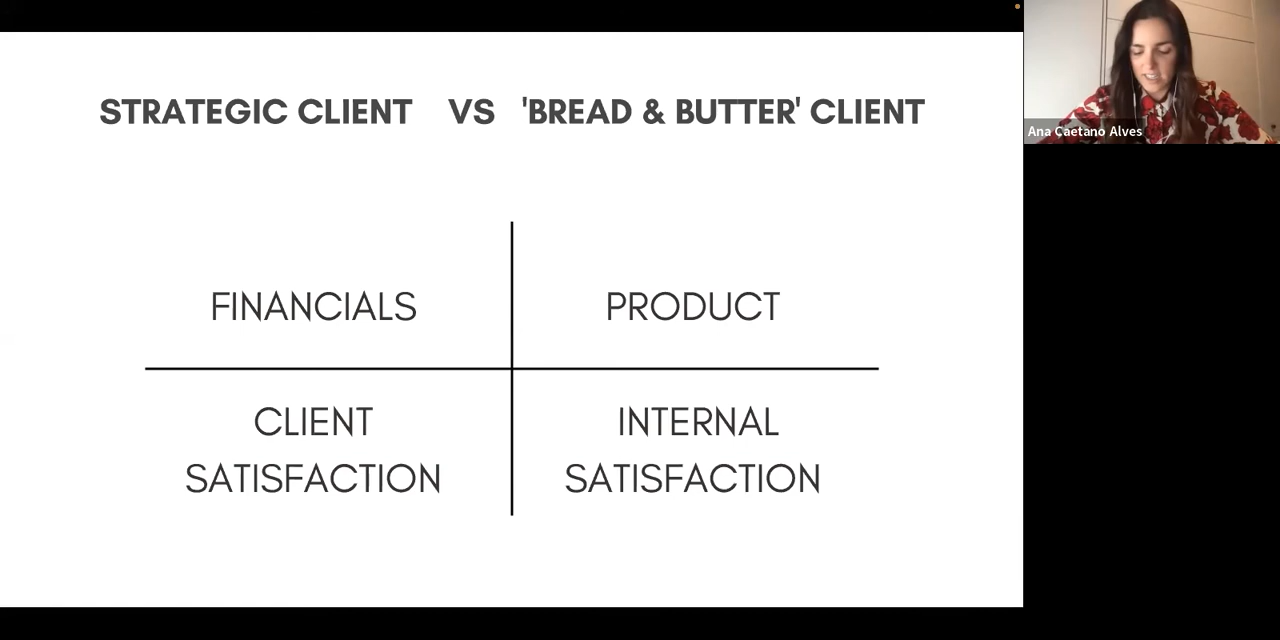 STRATEGIC CLIENT VS 'BREAD & BUTTER' CLIENT
Ana Caetano Alves
FINANCIALS
PRODUCT
CLIENT
SATISFACTION
INTERNAL
SATISFACTION